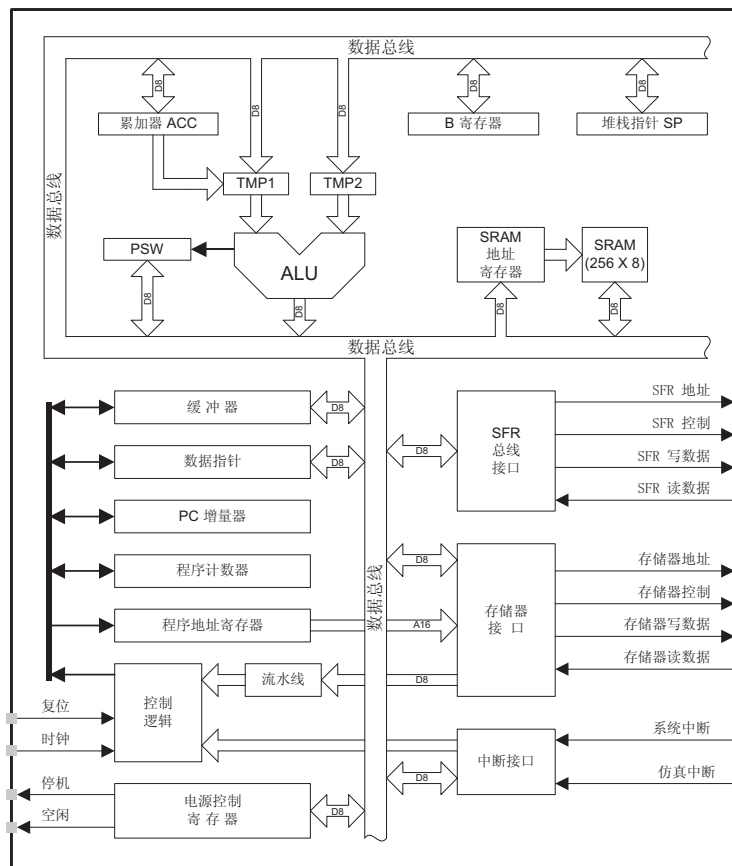 数据总线
D8
D8
D8
D8
D8
累加器 ACC
B 寄存器
堆栈指针 SP
数据总线
TMP1
TMP2
PSW
ALU
SRAM
地址
寄存器
SRAM
(256 X 8)
D8
D8
D8
D8
数据总线
缓 冲 器
D8
数据指针
D8
PC 增量器
程序计数器
程序地址寄存器
A16
数据总线
D8
SFR
总线
接口
SFR 地址
SFR 控制
SFR 写数据
SFR 读数据
D8
存储器
接 口
存储器地址
存储器控制
存储器写数据
存储器读数据
控制
逻辑
流水线
D8
复位
时钟
中断接口
D8
系统中断
仿真中断
停机
空闲
电源控制
寄 存 器
D8